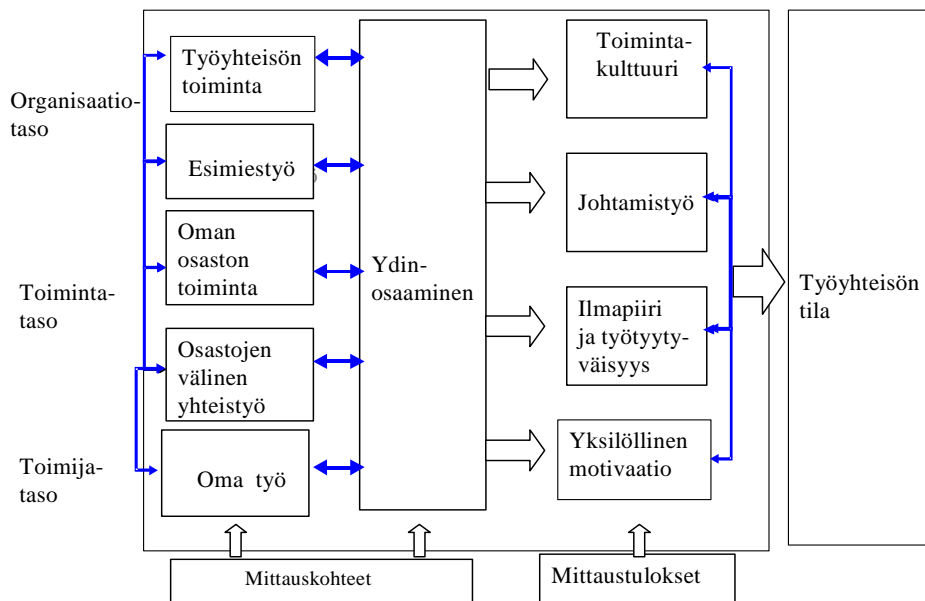 Organisaatio-
taso
Toiminta-
taso
Toimija-
taso
Työyhteisön
toiminta
Esimiestyö
Oman
osaston
toiminta
Osastojen
välinen
yhteistyö
Oma työ
Ydin-
osaaminen
Toiminta-
kulttuuri
Johtamistyö
Ilmapiiri
ja työtyyty-
väisyys
Yksilöllinen
motivaatio
Työyhteisön
tila
Mittauskohteet
Mittaustulokset